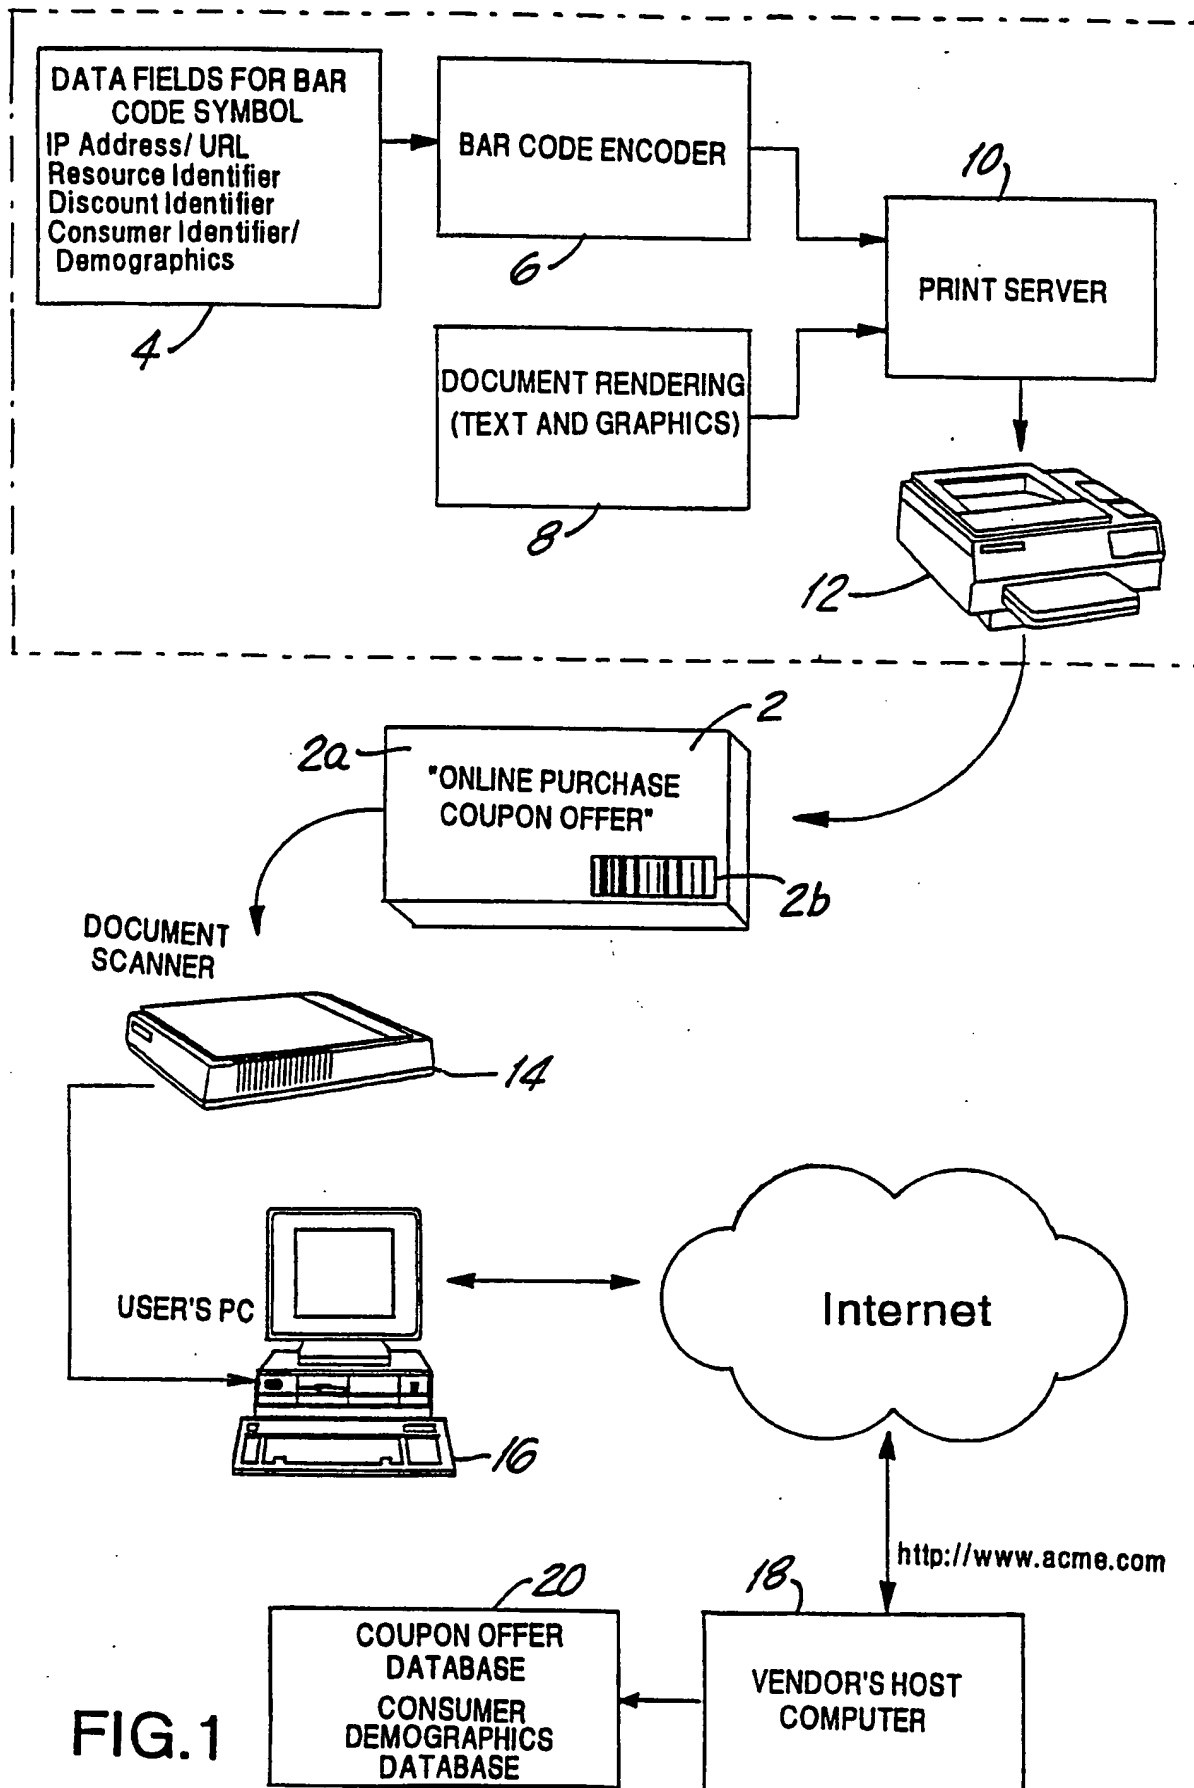 DATA FIELDS FOR BAR
CODE SYMBOL
IP Address/ URL
Resource Identifier
Discount Identifier
Consumer Identifier/
Demographics
4
BAR CODE ENCODER
6
DOCUMENT RENDERING
(TEXT AND GRAPHICS)
8
10
PRINT SERVER
12
2a
2
"ONLINE PURCHASE
COUPON OFFER"
2b
DOCUMENT
SCANNER
14
USER'S PC
16
Internet
http://www.acme.com
20
COUPON OFFER
DATABASE
CONSUMER
DEMOGRAPHICS
DATABASE
18
VENDOR'S HOST
COMPUTER
FIG.1